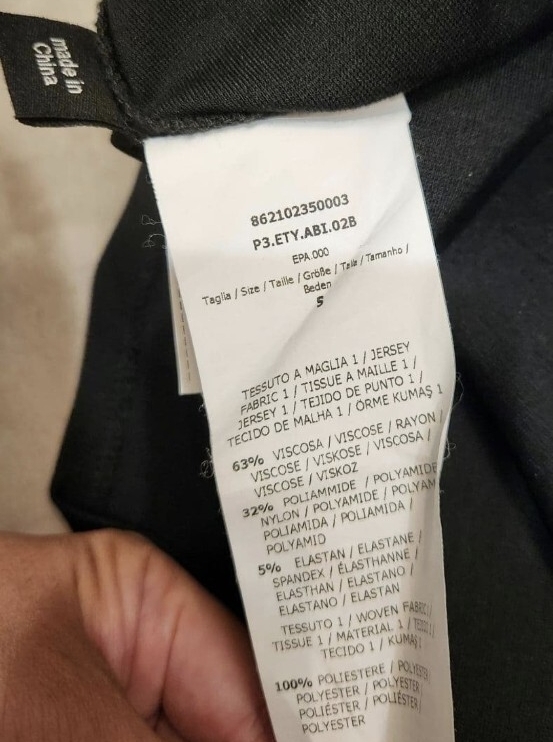 made in
China
862102350003
P3.ETY.ABI.02B
EPA.000
Taglia / Size / Taille / Größe / Talla / Tamanho /
Beden
S
TESSUTO A MAGLIA 1 / JERSEY
FABRIC 1 / TISSUE A MAILLE 1 /
JERSEY 1 / TEJIDO DE PUNTO 1 /
TECIDO DE MALHA 1 / ÖRME KUMAŞ 1
63% VISCOSA / VISCOSE / RAYON /
VISCOSE / VISKOSE / VISCOSA /
VISCOSE / VISKOZ
32% POLIAMMIDE / POLYAMIDE
NYLON / POLYAMIDE / POLYAM
POLIAMIDA / POLIAMIDA /
POLYAMID
5% ELASTAN / ELASTANE /
SPANDEX / ÉLASTHANNE /
ELASTHAN / ELASTANO /
ELASTANO / ELASTAN
TESSUTO 1 / WOVEN FABRIC 1 /
TISSUE 1 / MATERIAL 1 /
TECIDO 1 / KUMAŞ 1
100% POLIESTERE / POLYESTER
POLYESTER / POLYESTER
POLIÉSTER / POLIÉSTER
POLYESTER